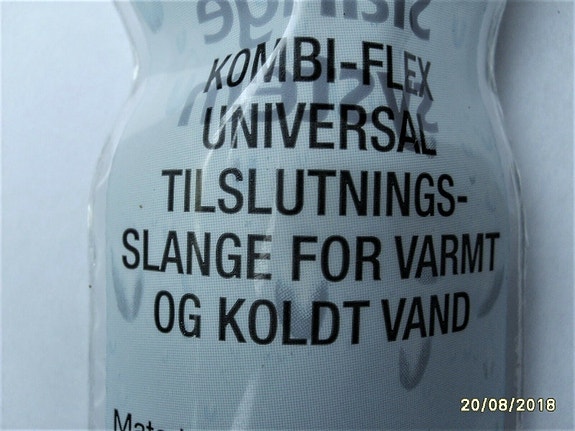 KOMBI-FLEX
UNIVERSAL
TILSLUTNINGS-
SLANGE FOR VARMT
OG KOLDT VAND
20/08/2018